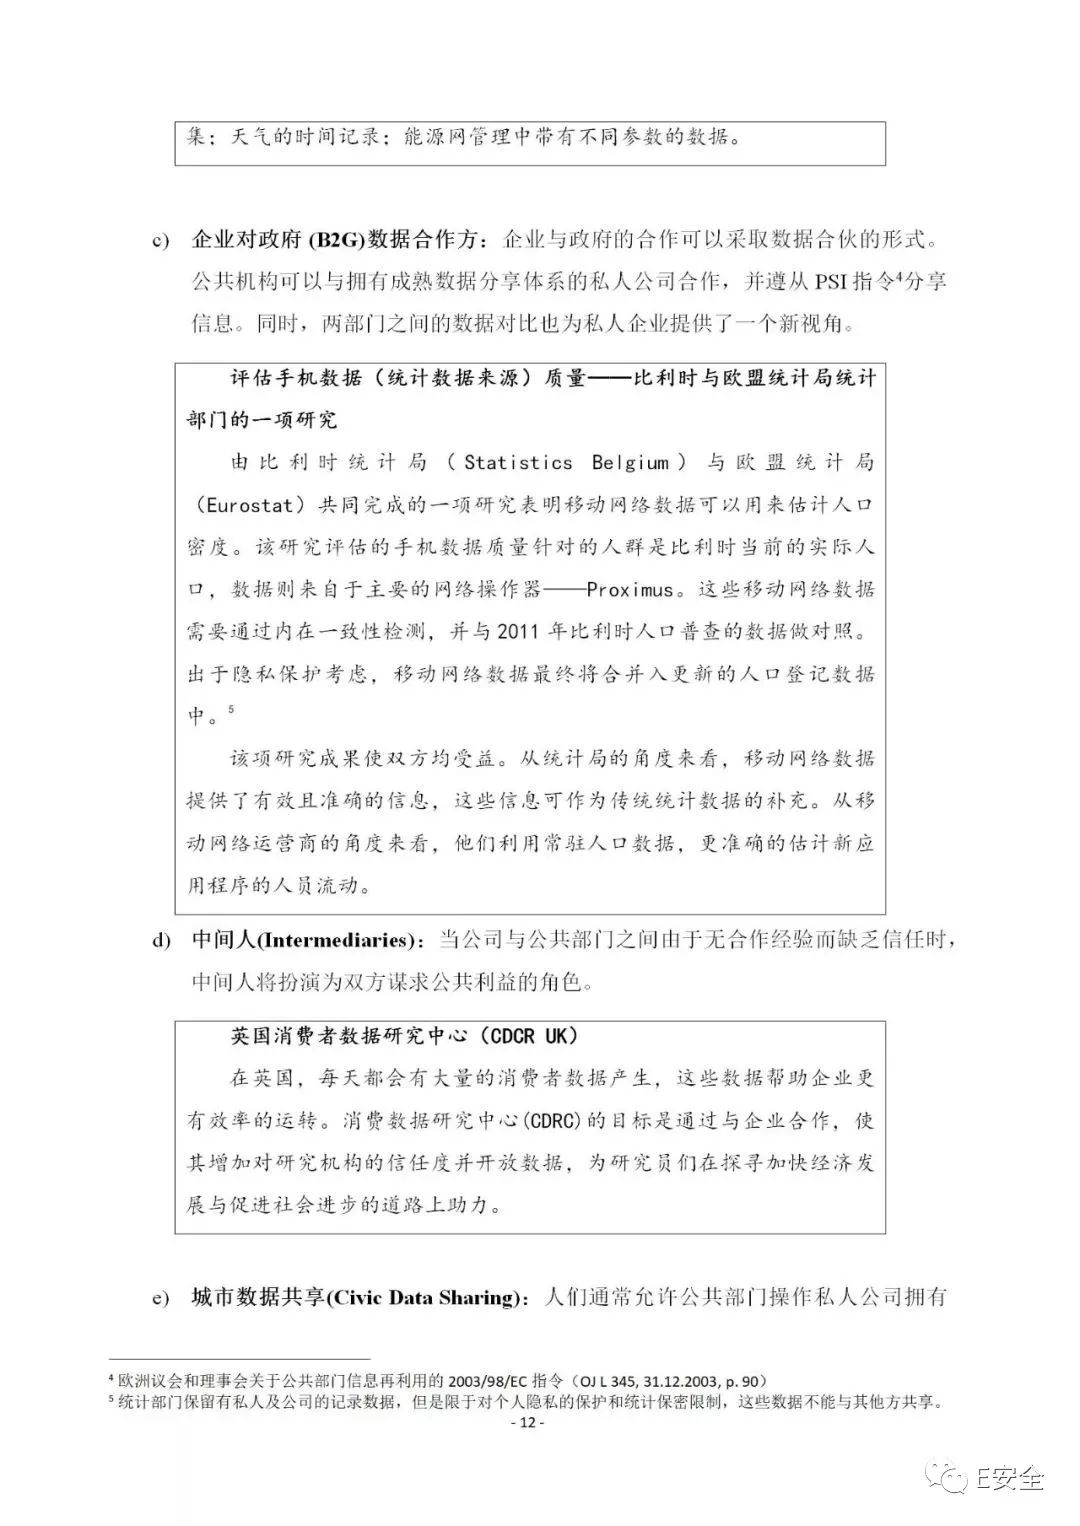 集；天气的时间记录；能源网管理中带有不同参数的数据。
c) 企业对政府 (B2G)数据合作方：企业与政府的合作可以采取数据合伙的形式。
公共机构可以与拥有成熟数据分享体系的私人公司合作，并遵从 PSI 指令⁴分享
信息。同时，两部门之间的数据对比也为私人企业提供了一个新视角。
评估手机数据（统计数据来源）质量——比利时与欧盟统计局统计
部门的一项研究
由比利时统计局（Statistics Belgium）与欧盟统计局
（Eurostat）共同完成的一项研究表明移动网络数据可以用来估计人口
密度。该研究评估的手机数据质量针对的人群是比利时当前的实际人
口，数据则来自于主要的网络操作器——Proximus。这些移动网络数据
需要通过内在一致性检测，并与 2011 年比利时人口普查的数据做对照。
出于隐私保护考虑，移动网络数据最终将合并入更新的人口登记数据
中。⁵
该项研究成果使双方均受益。从统计局的角度来看，移动网络数据
提供了有效且准确的信息，这些信息可作为传统统计数据的补充。从移
动网络运营商的角度来看，他们利用常驻人口数据，更准确的估计新应
用程序的人员流动。
d) 中间人(Intermediaries)：当公司与公共部门之间由于无合作经验而缺乏信任时，
中间人将扮演为双方谋求公共利益的角色。
英国消费者数据研究中心（CDCR UK）
在英国，每天都会有大量的消费者数据产生，这些数据帮助企业更
有效率的运转。消费数据研究中心(CDRC)的目标是通过与企业合作，使
其增加对研究机构的信任度并开放数据，为研究员们在探寻加快经济发
展与促进社会进步的道路上助力。
e) 城市数据共享(Civic Data Sharing)：人们通常允许公共部门操作私人公司拥有
⁴ 欧洲议会和理事会关于公共部门信息再利用的 2003/98/EC 指令（OJ L 345, 31.12.2003, p. 90）
⁵ 统计部门保留有私人及公司的记录数据，但是限于对个人隐私的保护和统计保密限制，这些数据不能与其他方共享。
- 12 -
E安全